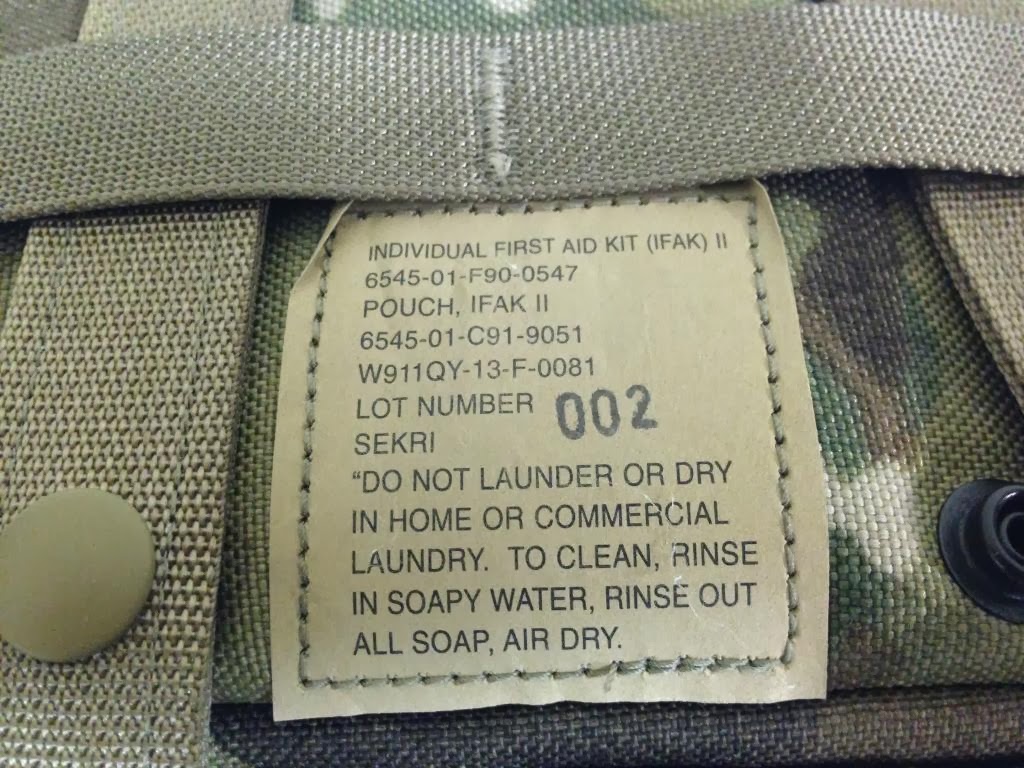 INDIVIDUAL FIRST AID KIT (IFAK) II
6545-01-F90-0547
POUCH, IFAK II
6545-01-C91-9051
W911QY-13-F-0081
LOT NUMBER 002
SEKRI
“DO NOT LAUNDER OR DRY
IN HOME OR COMMERCIAL
LAUNDRY. TO CLEAN, RINSE
IN SOAPY WATER, RINSE OUT
ALL SOAP, AIR DRY.